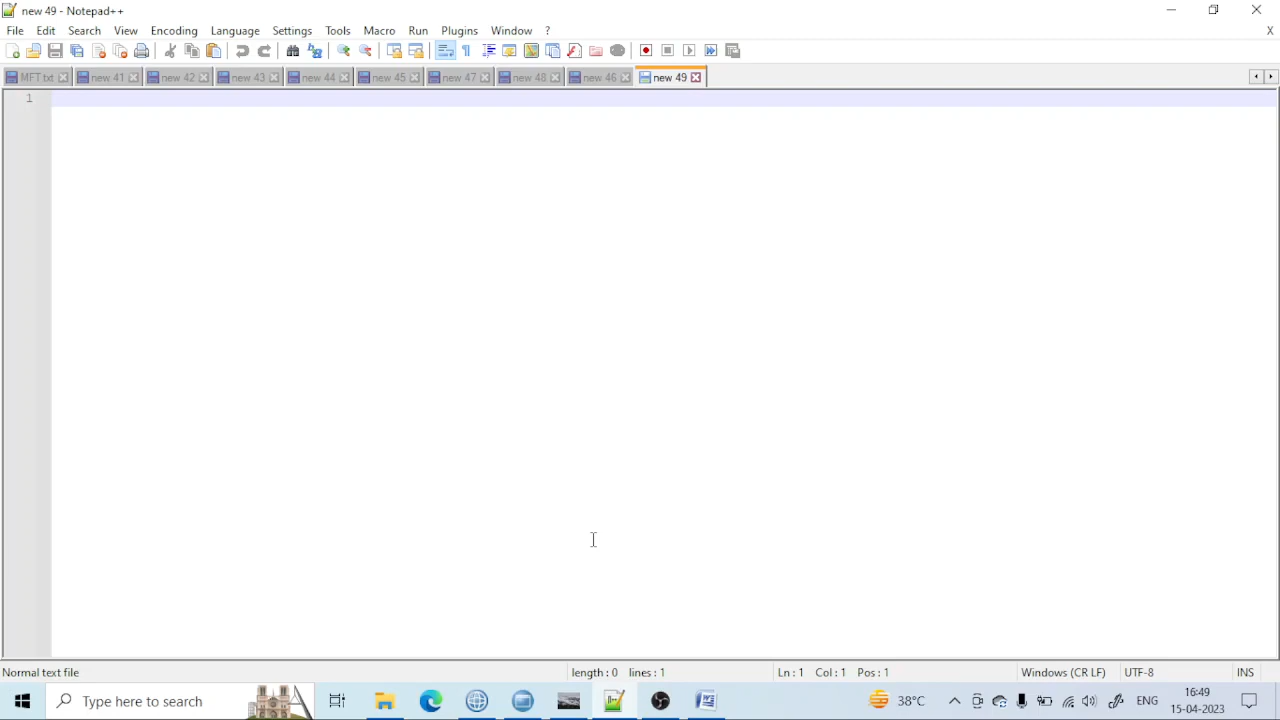 new 49 - Notepad++
File Edit Search View Encoding Language Settings Tools Macro Run Plugins Window ? X
MFT txt new 41 new 42 new 43 new 44 new 45 new 47 new 48 new 46 new 49
1
Normal text file length : 0 lines : 1 Ln : 1 Col : 1 Pos : 1 Windows (CR LF) UTF-8 INS
Type here to search 38°C ENG 16:49
15-04-2023